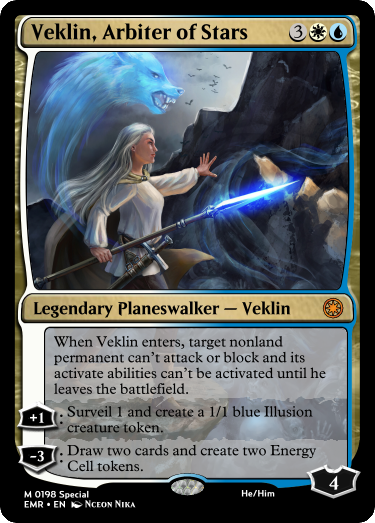 Veklin, Arbiter of Stars 3
Legendary Planeswalker — Veklin
When Veklin enters, target nonland
permanent can't attack or block and its
activate abilities can't be activated until he
leaves the battlefield.
+1: Surveil 1 and create a 1/1 blue Illusion
creature token.
-3: Draw two cards and create two Energy
Cell tokens.
4
M 0198 Special
He/Him
EMR • EN Nceon Nika